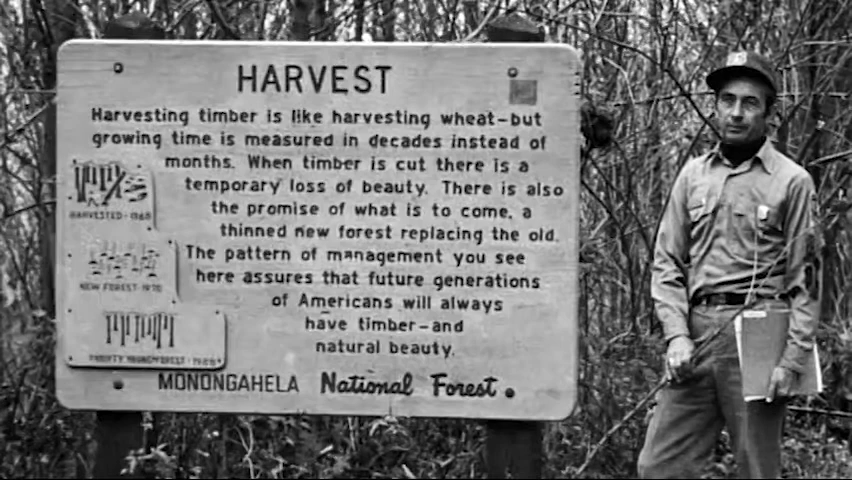 HARVEST
Harvesting timber is like harvesting wheat-but
growing time is measured in decades instead of
months. When timber is cut there is a
temporary loss of beauty. There is also
the promise of what is to come, a
thinned new forest replacing the old.
The pattern of management you see
here assures that future generations
of Americans will always
have timber-and
natural beauty.
HARVESTED-1968
NEW FOREST-1970
MONONGAHELA National Forest